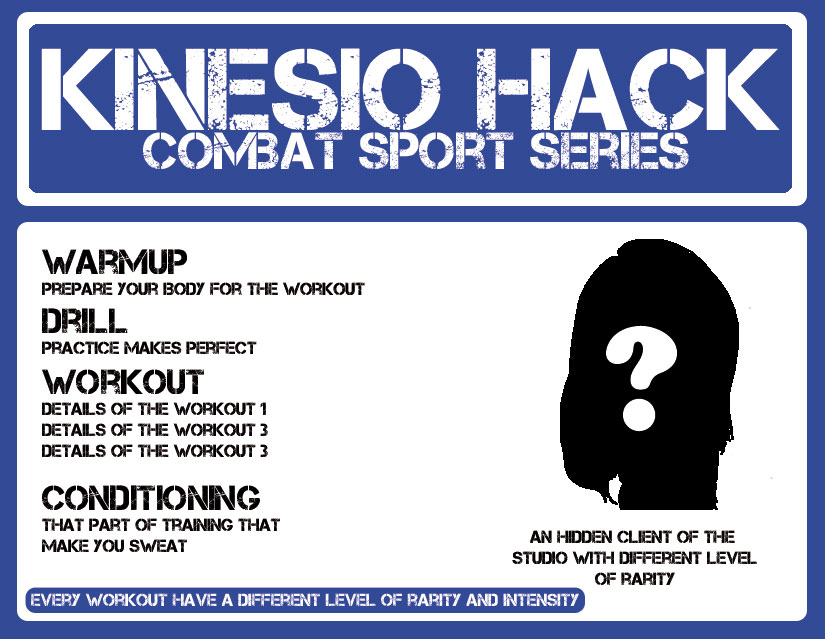 KINESIO HACK
COMBAT SPORT SERIES
WARMUP
PREPARE YOUR BODY FOR THE WORKOUT
DRILL
PRACTICE MAKES PERFECT
WORKOUT
DETAILS OF THE WORKOUT 1
DETAILS OF THE WORKOUT 3
DETAILS OF THE WORKOUT 3
CONDITIONING
THAT PART OF TRAINING THAT
MAKE YOU SWEAT
?
AN HIDDEN CLIENT OF THE
STUDIO WITH DIFFERENT LEVEL
OF RARITY
EVERY WORKOUT HAVE A DIFFERENT LEVEL OF RARITY AND INTENSITY